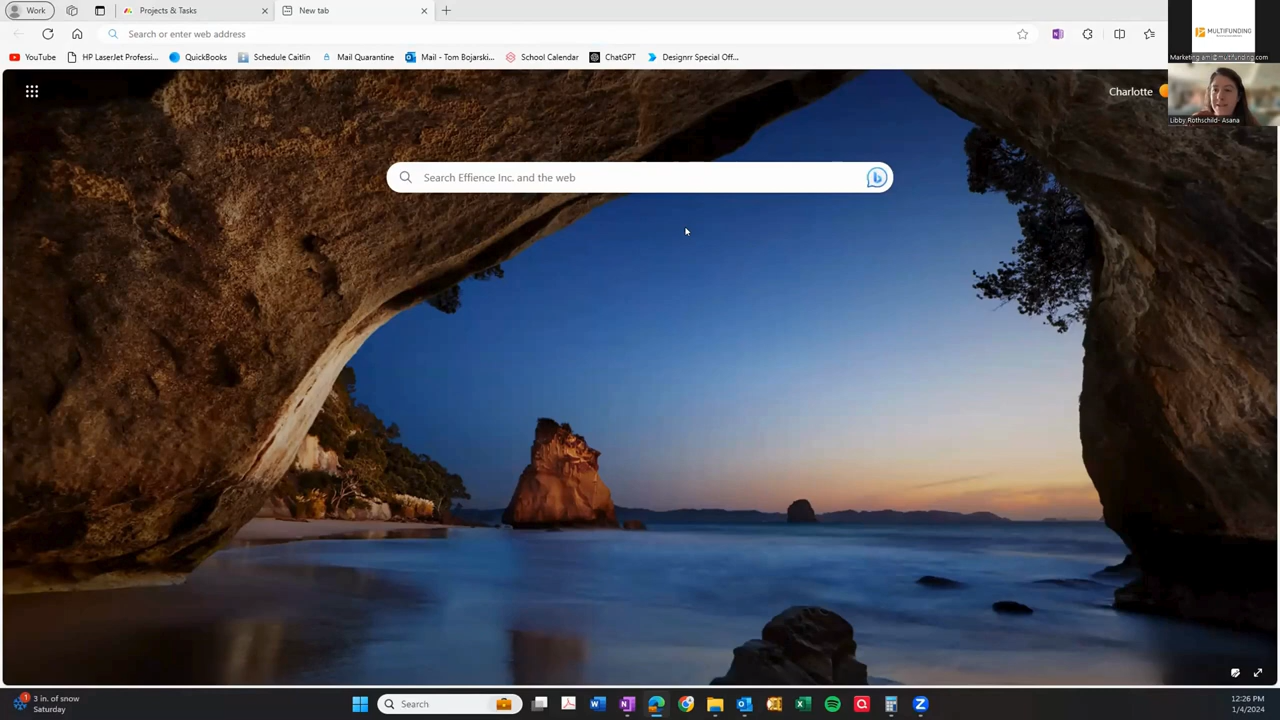 Work
Projects & Tasks
New tab
Search or enter web address
YouTube
HP LaserJet Professi...
QuickBooks
Schedule Caitlin
Mail Quarantine
Mail - Tom Bojarski...
School Calendar
ChatGPT
Designrr Special Off...
MULTIFUNDING
Charlotte
Libby Rothschild- Asana
Search Effience Inc. and the web
1
3 in. of snow
Saturday
Search
12:26 PM
1/4/2024